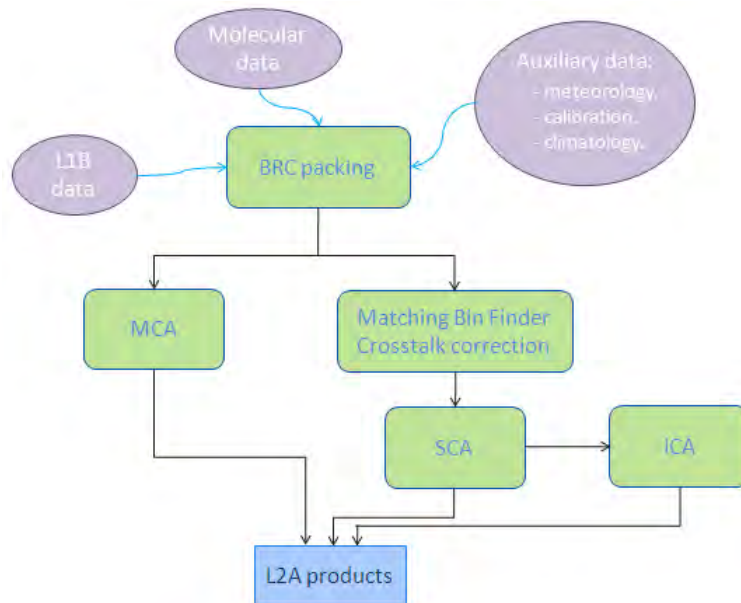 Molecular
data
Auxiliary data:
- meteorology.
- calibration.
- climatology.
L1B
data
BRC packing
MCA
Matching Bin Finder
Crosstalk correction
SCA
ICA
L2A products